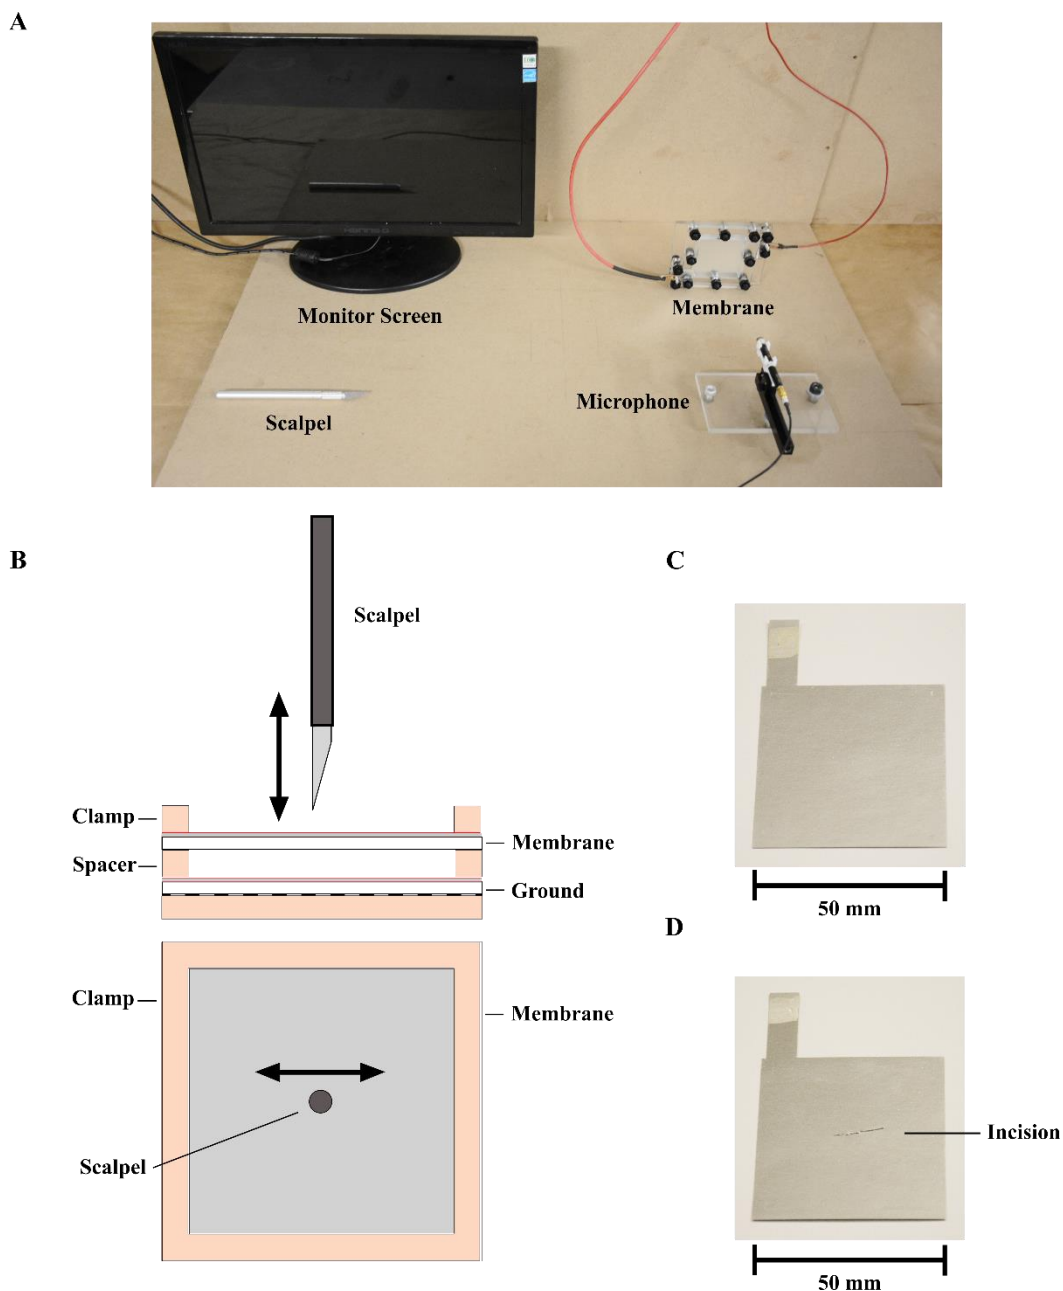 A
Monitor Screen
Membrane
Scalpel
Microphone
B
Scalpel
Clamp
Membrane
Spacer
Ground
Clamp
Membrane
Scalpel
C
50 mm
D
Incision
50 mm